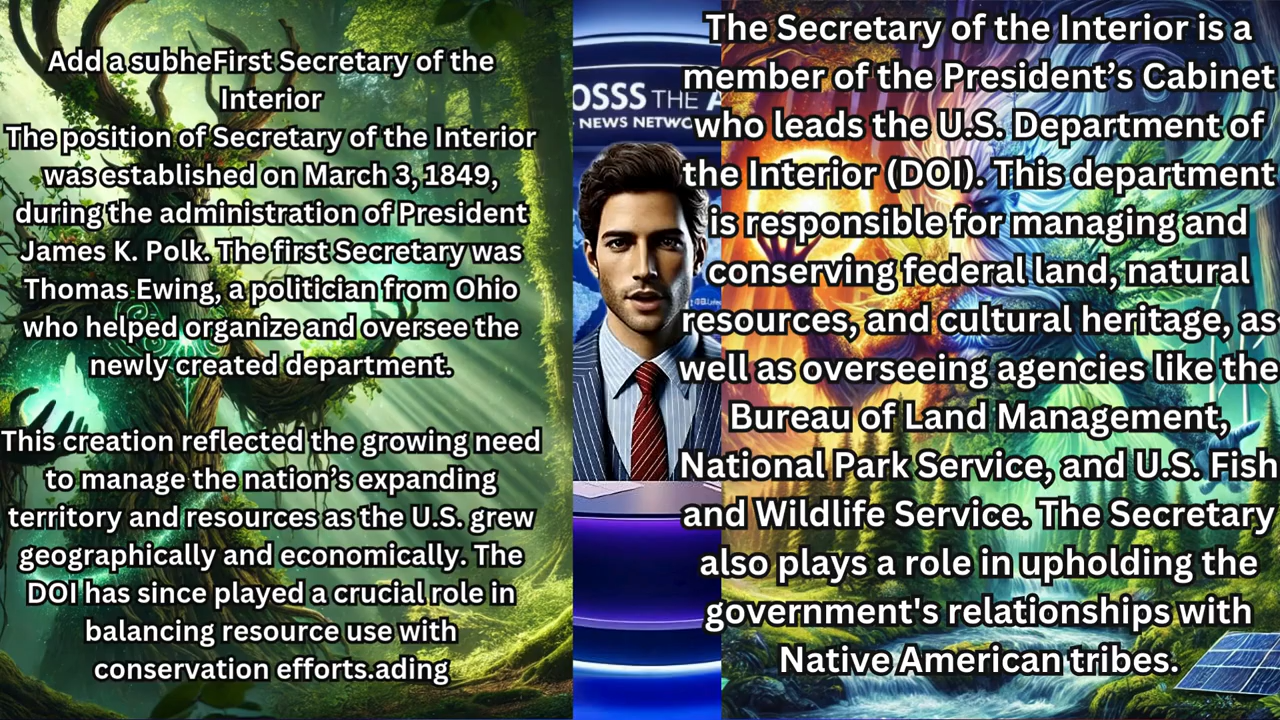 Add a subheFirst Secretary of the
Interior
The position of Secretary of the Interior
was established on March 3, 1849,
during the administration of President
James K. Polk. The first Secretary was
Thomas Ewing, a politician from Ohio
who helped organize and oversee the
newly created department.
This creation reflected the growing need
to manage the nation’s expanding
territory and resources as the U.S. grew
geographically and economically. The
DOI has since played a crucial role in
balancing resource use with
conservation efforts.ading
OSSS THE A
NEWS NETWO
The Secretary of the Interior is a
member of the President’s Cabinet
who leads the U.S. Department of
the Interior (DOI). This department
is responsible for managing and
conserving federal land, natural
resources, and cultural heritage, as
well as overseeing agencies like the
Bureau of Land Management,
National Park Service, and U.S. Fish
and Wildlife Service. The Secretary
also plays a role in upholding the
government's relationships with
Native American tribes.